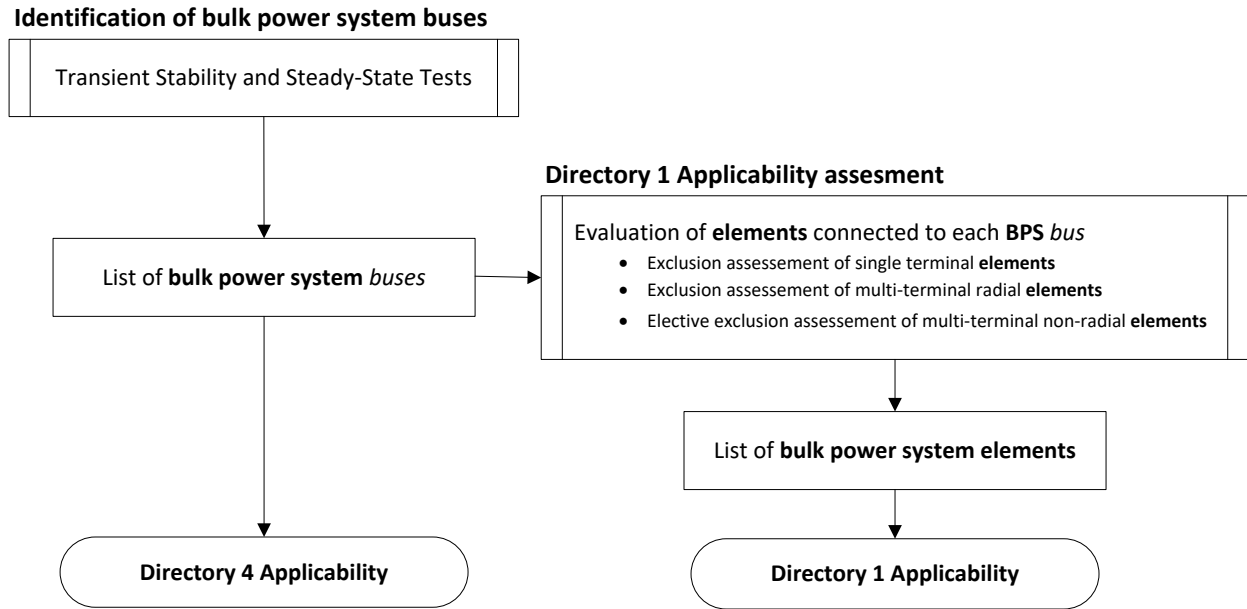 Identification of bulk power system buses
Transient Stability and Steady-State Tests
List of bulk power system buses
Directory 4 Applicability
Directory 1 Applicability assesment
Evaluation of elements connected to each BPS bus
• Exclusion assessement of single terminal elements
• Exclusion assessement of multi-terminal radial elements
• Elective exclusion assessement of multi-terminal non-radial elements
List of bulk power system elements
Directory 1 Applicability